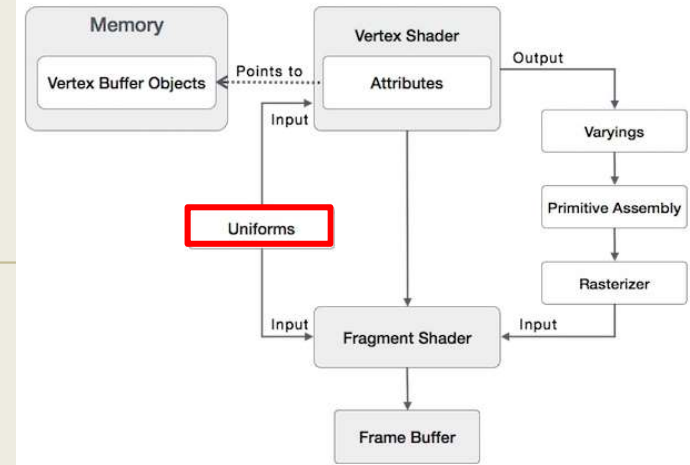 Memory
Vertex Shader
Output
Vertex Buffer Objects
Points to
Attributes
Input
Varyings
Primitive Assembly
Uniforms
Rasterizer
Input
Fragment Shader
Input
Frame Buffer